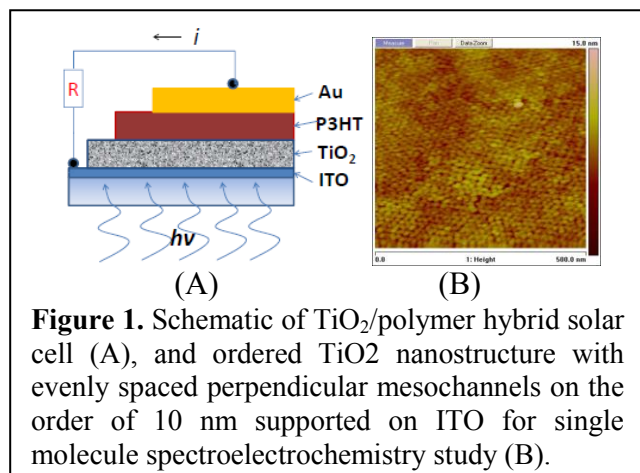 i
R
Au
P3HT
TiO₂
ITO
hν
Measure
Data Zoom
15.8 nm
0.0
1: Height
500.0 nm
(A)
(B)
Figure 1. Schematic of TiO₂/polymer hybrid solar
cell (A), and ordered TiO2 nanostructure with
evenly spaced perpendicular mesochannels on the
order of 10 nm supported on ITO for single
molecule spectroelectrochemistry study (B).